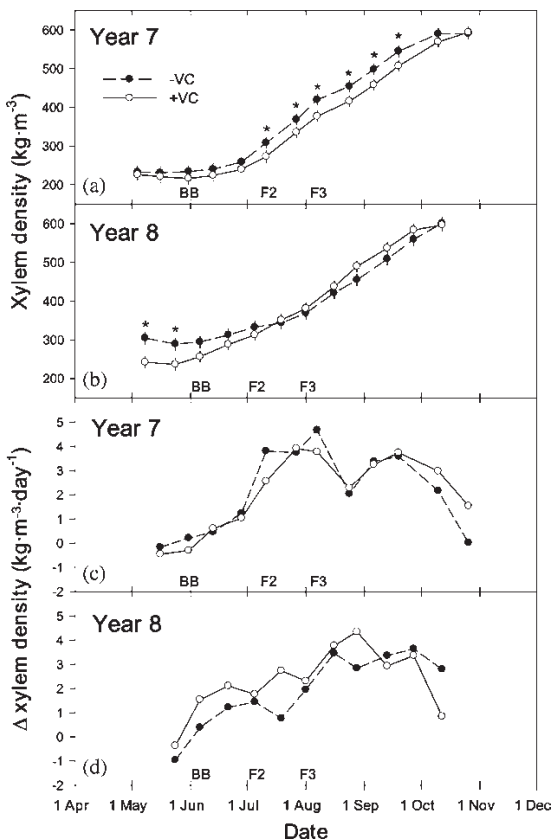 Year 7
600
500
400
300
200
-VC
+VC
* * * * * * *
(a)
BB F2 F3
Xylem density (kg·m⁻³)
Year 8
600
500
400
300
200
* *
(b)
BB F2 F3
Year 7
5
4
3
2
1
0
-1
-2
(c)
BB F2 F3
Δ xylem density (kg·m⁻³·day⁻¹)
Year 8
5
4
3
2
1
0
-1
-2
(d)
BB F2 F3
1 Apr 1 May 1 Jun 1 Jul 1 Aug 1 Sep 1 Oct 1 Nov 1 Dec
Date